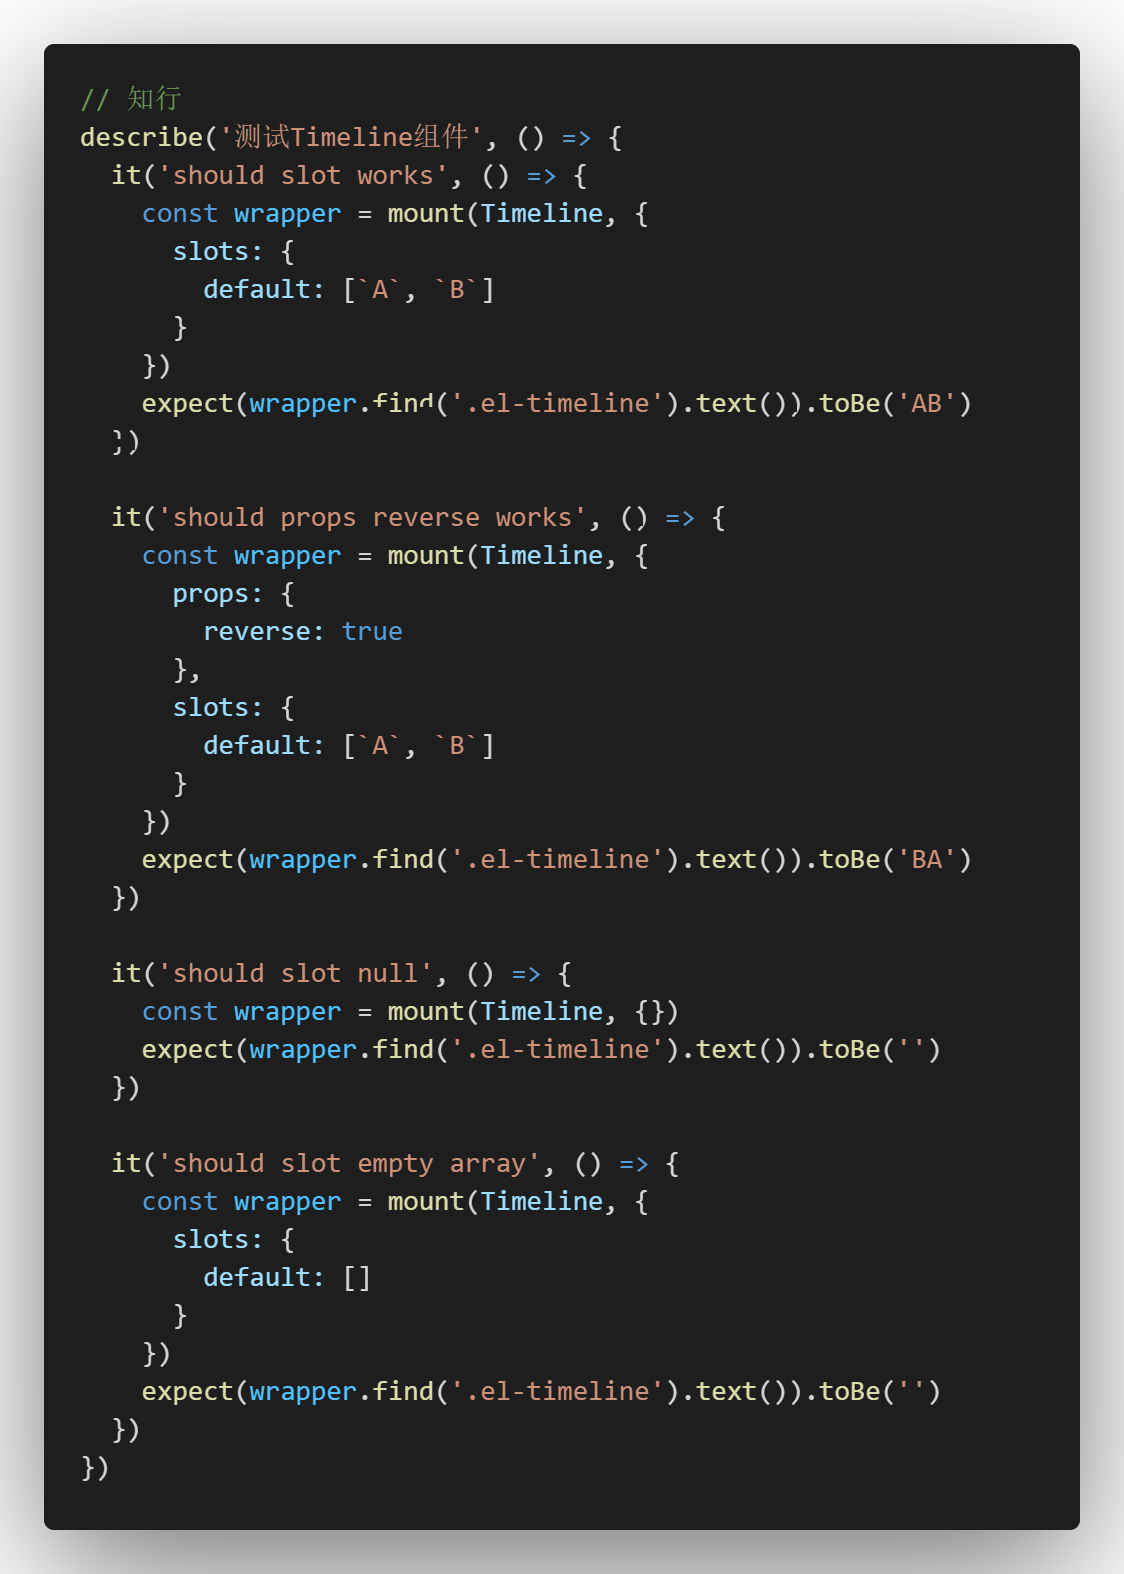 // 知行
describe('测试Timeline组件', () => {
  it('should slot works', () => {
    const wrapper = mount(Timeline, {
      slots: {
        default: [`A`, `B`]
      }
    })
    expect(wrapper.find('.el-timeline').text()).toBe('AB')
  })

  it('should props reverse works', () => {
    const wrapper = mount(Timeline, {
      props: {
        reverse: true
      },
      slots: {
        default: [`A`, `B`]
      }
    })
    expect(wrapper.find('.el-timeline').text()).toBe('BA')
  })

  it('should slot null', () => {
    const wrapper = mount(Timeline, {})
    expect(wrapper.find('.el-timeline').text()).toBe('')
  })

  it('should slot empty array', () => {
    const wrapper = mount(Timeline, {
      slots: {
        default: []
      }
    })
    expect(wrapper.find('.el-timeline').text()).toBe('')
  })
})